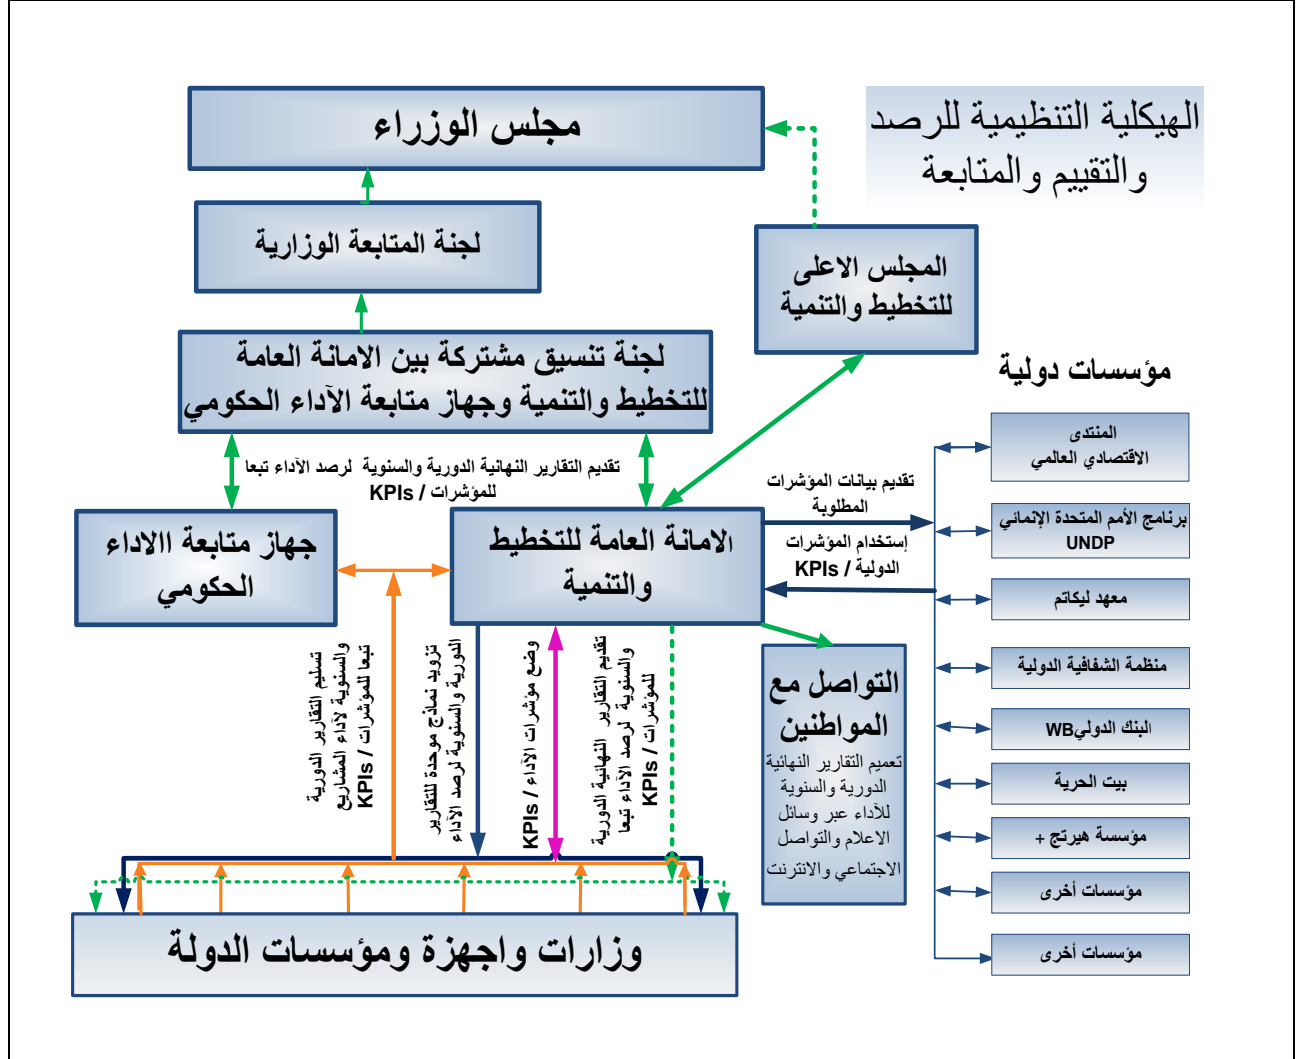 الهيكلية التنظيمية للرصد
والتقييم والمتابعة
مجلس الوزراء
لجنة المتابعة الوزارية
المجلس الاعلى
للتخطيط والتنمية
لجنة تنسيق مشتركة بين الامانة العامة
للتخطيط والتنمية وجهاز متابعة الآداء الحكومي
تقديم التقارير النهائية الدورية والسنوية لرصد الآداء تبعا
للمؤشرات / KPIs
جهاز متابعة االاداء
الحكومي
الامانة العامة للتخطيط
والتنمية
تقديم بيانات المؤشرات
المطلوبة
إستخدام المؤشرات
الدولية / KPIs
مؤسسات دولية
المنتدى
الاقتصادي العالمي
برنامج الأمم المتحدة الإنمائي
UNDP
معهد ليكاتم
منظمة الشفافية الدولية
البنك الدوليWB
بيت الحرية
مؤسسة هيرتج +
مؤسسات أخرى
مؤسسات أخرى
تسليم التقارير الدورية
والسنوية لآداء المشاريع
تبعا للمؤشرات / KPIs
تزويد نماذج موحدة للتقارير
الدورية والسنوية لرصد الآداء
وضع مؤشرات الآداء / KPIs
تقديم التقارير النهائية الدورية
والسنوية لرصد الآداء تبعا
للمؤشرات / KPIs
التواصل مع
المواطنين
تعميم التقارير النهائية
الدورية والسنوية
للآداء عبر وسائل
الاعلام والتواصل
الاجتماعي والانترنت
وزارات واجهزة ومؤسسات الدولة